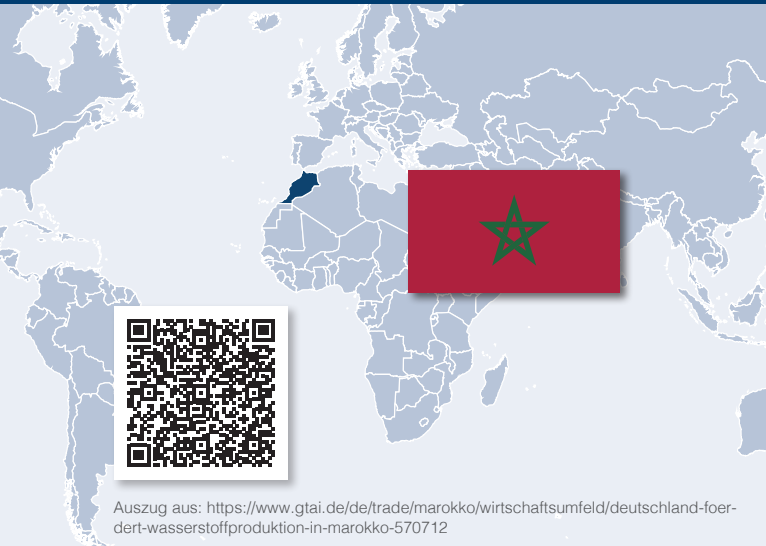 Auszug aus: https://www.gtai.de/de/trade/marokko/wirtschaftsumfeld/deutschland-foer-
dert-wasserstoffproduktion-in-marokko-570712